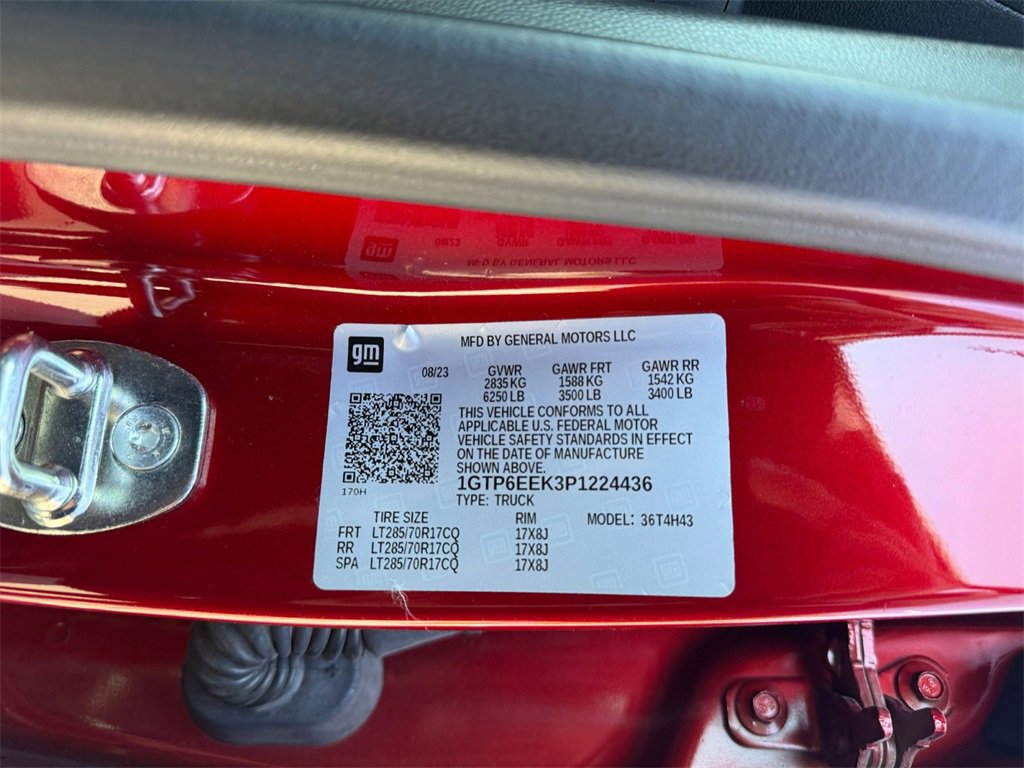 gm
MFD BY GENERAL MOTORS LLC
08/23 GVWR GAWR FRT GAWR RR
2835 KG 1588 KG 1542 KG
6250 LB 3500 LB 3400 LB
THIS VEHICLE CONFORMS TO ALL
APPLICABLE U.S. FEDERAL MOTOR
VEHICLE SAFETY STANDARDS IN EFFECT
ON THE DATE OF MANUFACTURE
SHOWN ABOVE.
170H
1GTP6EEK3P1224436
TYPE: TRUCK
TIRE SIZE RIM MODEL: 36T4H43
FRT LT285/70R17CQ 17X8J
RR LT285/70R17CQ 17X8J
SPA LT285/70R17CQ 17X8J